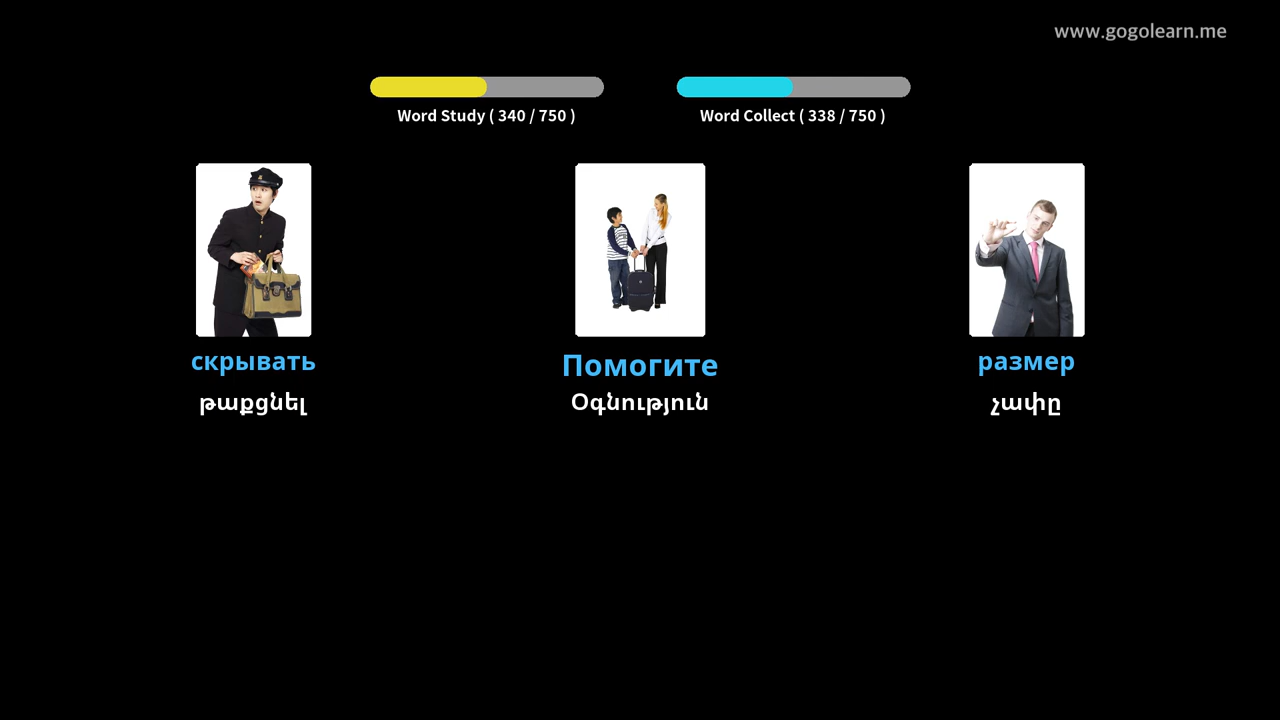 www.gogolearn.me
Word Study ( 340 / 750 )
Word Collect ( 338 / 750 )
скрывать
Помогите
размер
թաքցնել
Օգնություն
չափը